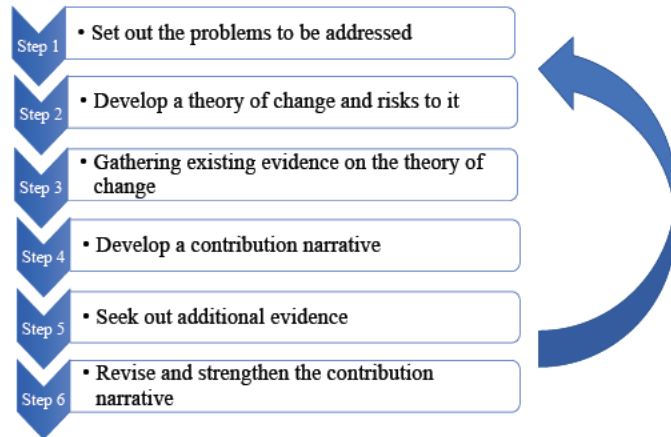 Step 1
• Set out the problems to be addressed
Step 2
• Develop a theory of change and risks to it
Step 3
• Gathering existing evidence on the theory of
change
Step 4
• Develop a contribution narrative
Step 5
• Seek out additional evidence
Step 6
• Revise and strengthen the contribution
narrative